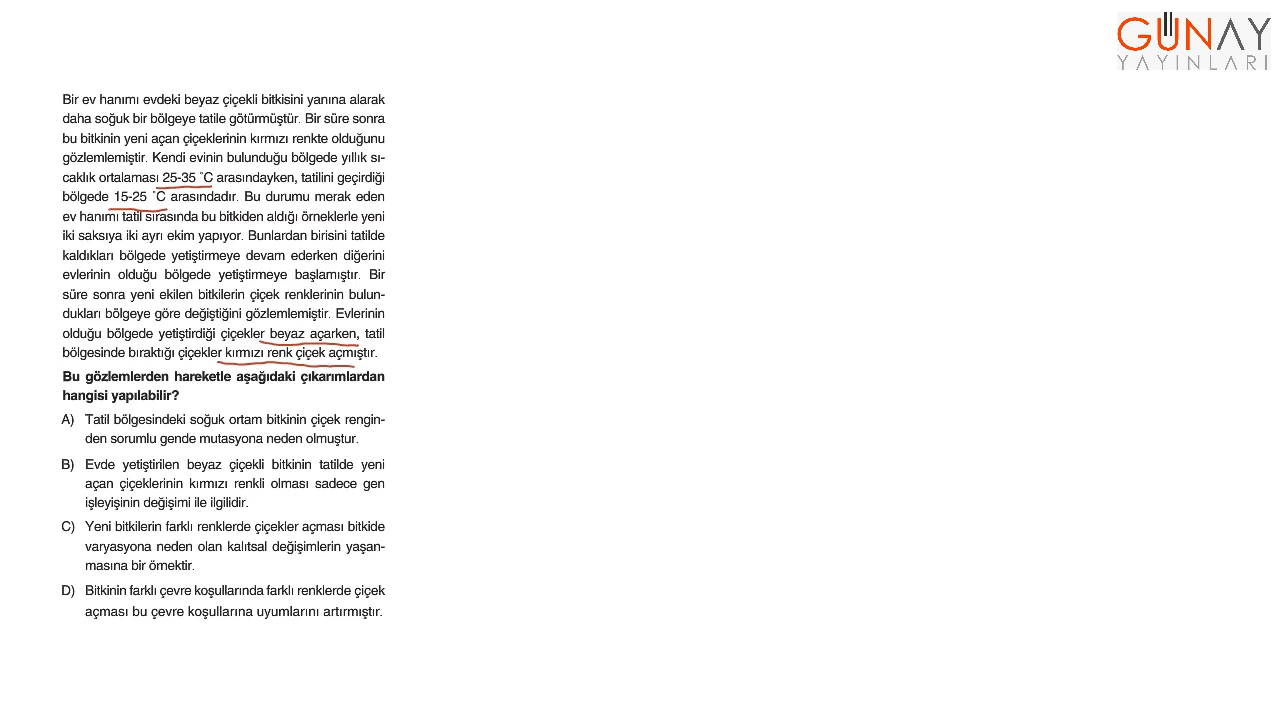 GÜNAY
YAYINLARI
Bir ev hanımı evdeki beyaz çiçekli bitkisini yanına alarak
daha soğuk bir bölgeye tatile götürmüştür. Bir süre sonra
bu bitkinin yeni açan çiçeklerinin kırmızı renkte olduğunu
gözlemlemiştir. Kendi evinin bulunduğu bölgede yıllık sı-
caklık ortalaması 25-35 °C arasındayken, tatilini geçirdiği
bölgede 15-25 °C arasındadır. Bu durumu merak eden
ev hanımı tatil sırasında bu bitkiden aldığı örneklerle yeni
iki saksıya iki ayrı ekim yapıyor. Bunlardan birisini tatilde
kaldıkları bölgede yetiştirmeye devam ederken diğerini
evlerinin olduğu bölgede yetiştirmeye başlamıştır. Bir
süre sonra yeni ekilen bitkilerin çiçek renklerinin bulun-
dukları bölgeye göre değiştiğini gözlemlemiştir. Evlerinin
olduğu bölgede yetiştirdiği çiçekler beyaz açarken, tatil
bölgesinde bıraktığı çiçekler kırmızı renk çiçek açmıştır.
Bu gözlemlerden hareketle aşağıdaki çıkarımlardan
hangisi yapılabilir?
A) Tatil bölgesindeki soğuk ortam bitkinin çiçek rengin-
den sorumlu gende mutasyona neden olmuştur.
B) Evde yetiştirilen beyaz çiçekli bitkinin tatilde yeni
açan çiçeklerinin kırmızı renkli olması sadece gen
işleyişinin değişimi ile ilgilidir.
C) Yeni bitkilerin farklı renklerde çiçekler açması bitkide
varyasyona neden olan kalıtsal değişimlerin yaşan-
masına bir örnektir.
D) Bitkinin farklı çevre koşullarında farklı renklerde çiçek
açması bu çevre koşullarına uyumlarını artırmıştır.